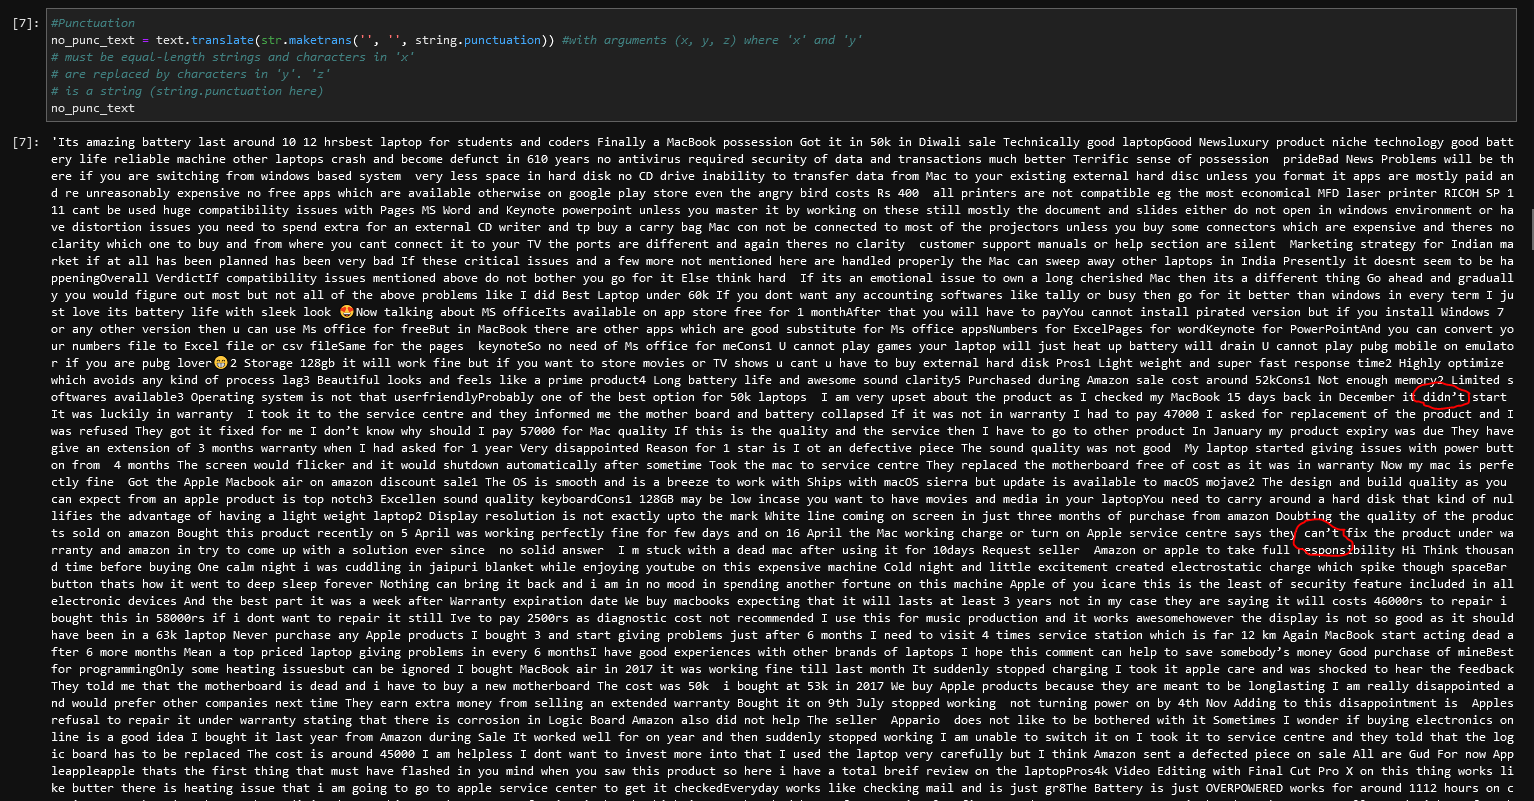 [7]: #Punctuation
no_punc_text = text.translate(str.maketrans('', '', string.punctuation)) #with arguments (x, y, z) where 'x' and 'y'
# must be equal-length strings and characters in 'x'
# are replaced by characters in 'y'. 'z'
# is a string (string.punctuation here)
no_punc_text
[7]: 'Its amazing battery last around 10 12 hrsbest laptop for students and coders Finally a MacBook possession Got it in 50k in Diwali sale Technically good laptopGood Newsluxury product niche technology good batt
ery life reliable machine other laptops crash and become defunct in 610 years no antivirus required security of data and transactions much better Terrific sense of possession  prideBad News Problems will be th
ere if you are switching from windows based system  very less space in hard disk no CD drive inability to transfer data from Mac to your existing external hard disc unless you format it apps are mostly paid an
d re unreasonably expensive no free apps which are available otherwise on google play store even the angry bird costs Rs 400  all printers are not compatible eg the most economical MFD laser printer RICOH SP 1
11 cant be used huge compatibility issues with Pages MS Word and Keynote powerpoint unless you master it by working on these still mostly the document and slides either do not open in windows environment or ha
ve distortion issues you need to spend extra for an external CD writer and tp buy a carry bag Mac con not be connected to most of the projectors unless you buy some connectors which are expensive and theres no
clarity which one to buy and from where you cant connect it to your TV the ports are different and again theres no clarity  customer support manuals or help section are silent  Marketing strategy for Indian ma
rket if at all has been planned has been very bad If these critical issues and a few more not mentioned here are handled properly the Mac can sweep away other laptops in India Presently it doesnt seem to be ha
ppeningOverall VerdictIf compatibility issues mentioned above do not bother you go for it Else think hard  If its an emotional issue to own a long cherished Mac then its a different thing Go ahead and graduall
y you would figure out most but not all of the above problems like I did Best Laptop under 60k If you dont want any accounting softwares like tally or busy then go for it better than windows in every term I ju
st love its battery life with sleek look 😍Now talking about MS officeIts available on app store free for 1 monthAfter that you will have to payYou cannot install pirated version but if you install Windows 7
or any other version then u can use Ms office for freeBut in MacBook there are other apps which are good substitute for Ms office appsNumbers for ExcelPages for wordKeynote for PowerPointAnd you can convert yo
ur numbers file to Excel file or csv fileSame for the pages  keynoteSo no need of Ms office for meCons1 U cannot play games your laptop will just heat up battery will drain U cannot play pubg mobile on emulato
r if you are pubg lover😁2 Storage 128gb it will work fine but if you want to store movies or TV shows u cant u have to buy external hard disk Pros1 Light weight and super fast response time2 Highly optimize
which avoids any kind of process lag3 Beautiful looks and feels like a prime product4 Long battery life and awesome sound clarity5 Purchased during Amazon sale cost around 52kCons1 Not enough memory2 Limited s
oftwares available3 Operating system is not that userfriendlyProbably one of the best option for 50k laptops  I am very upset about the product as I checked my MacBook 15 days back in December it didn’t start
It was luckily in warranty  I took it to the service centre and they informed me the mother board and battery collapsed If it was not in warranty I had to pay 47000 I asked for replacement of the product and I
was refused They got it fixed for me I don’t know why should I pay 57000 for Mac quality If this is the quality and the service then I have to go to other product In January my product expiry was due They have
give an extension of 3 months warranty when I had asked for 1 year Very disappointed Reason for 1 star is I ot an defective piece The sound quality was not good  My laptop started giving issues with power butt
on from  4 months The screen would flicker and it would shutdown automatically after sometime Took the mac to service centre They replaced the motherboard free of cost as it was in warranty Now my mac is perfe
ctly fine  Got the Apple Macbook air on amazon discount sale1 The OS is smooth and is a breeze to work with Ships with macOS sierra but update is available to macOS mojave2 The design and build quality as you
can expect from an apple product is top notch3 Excellen sound quality keyboardCons1 128GB may be low incase you want to have movies and media in your laptopYou need to carry around a hard disk that kind of nul
lifies the advantage of having a light weight laptop2 Display resolution is not exactly upto the mark White line coming on screen in just three months of purchase from amazon Doubting the quality of the produc
ts sold on amazon Bought this product recently on 5 April was working perfectly fine for few days and on 16 April the Mac working charge or turn on Apple service centre says they can’t fix the product under wa
rranty and amazon in try to come up with a solution ever since  no solid answer  I m stuck with a dead mac after using it for 10days Request seller  Amazon or apple to take full responsibility Hi Think thousan
d time before buying One calm night i was cuddling in jaipuri blanket while enjoying youtube on this expensive machine Cold night and little excitement created electrostatic charge which spike though spaceBar
button thats how it went to deep sleep forever Nothing can bring it back and i am in no mood in spending another fortune on this machine Apple of you icare this is the least of security feature included in all
electronic devices And the best part it was a week after Warranty expiration date We buy macbooks expecting that it will lasts at least 3 years not in my case they are saying it will costs 46000rs to repair i
bought this in 58000rs if i dont want to repair it still Ive to pay 2500rs as diagnostic cost not recommended I use this for music production and it works awesomehowever the display is not so good as it should
have been in a 63k laptop Never purchase any Apple products I bought 3 and start giving problems just after 6 months I need to visit 4 times service station which is far 12 km Again MacBook start acting dead a
fter 6 more months Mean a top priced laptop giving problems in every 6 monthsI have good experiences with other brands of laptops I hope this comment can help to save somebody’s money Good purchase of mineBest
for programmingOnly some heating issuesbut can be ignored I bought MacBook air in 2017 it was working fine till last month It suddenly stopped charging I took it apple care and was shocked to hear the feedback
They told me that the motherboard is dead and i have to buy a new motherboard The cost was 50k  i bought at 53k in 2017 We buy Apple products because they are meant to be longlasting I am really disappointed a
nd would prefer other companies next time They earn extra money from selling an extended warranty Bought it on 9th July stopped working  not turning power on by 4th Nov Adding to this disappointment is  Apples
refusal to repair it under warranty stating that there is corrosion in Logic Board Amazon also did not help The seller  Appario  does not like to be bothered with it Sometimes I wonder if buying electronics on
line is a good idea I bought it last year from Amazon during Sale It worked well for on year and then suddenly stopped working I am unable to switch it on I took it to service centre and they told that the log
ic board has to be replaced The cost is around 45000 I am helpless I dont want to invest more into that I used the laptop very carefully but I think Amazon sent a defected piece on sale All are Gud For now Ap
leappleapple thats the first thing that must have flashed in you mind when you saw this product so here i have a total breif review on the laptopPros4k Video Editing with Final Cut Pro X on this thing works li
ke butter there is heating issue that i am going to go to apple service center to get it checkedEveryday works like checking mail and is just gr8The Battery is just OVERPOWERED works for around 1112 hours on c